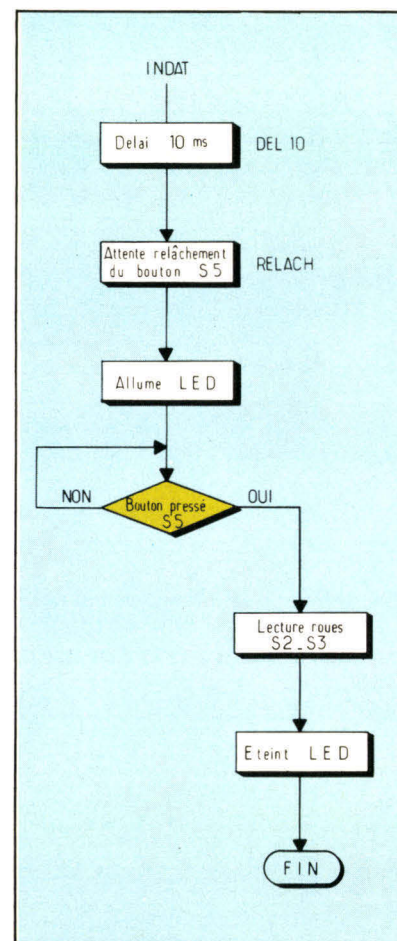 INDAT
Delai 10 ms
DEL 10
Attente relâchement
du bouton S5
RELACH
Allume LED
NON
Bouton pressé
S5
OUI
Lecture roues
S2_S3
Eteint LED
FIN